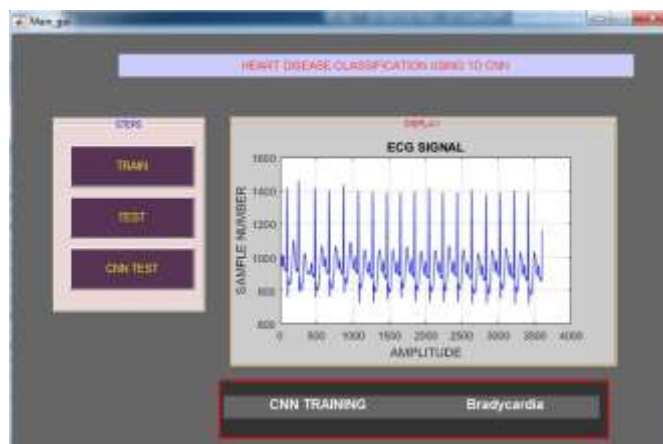 Main_gui
HEART DISEASE CLASSIFICATION USING 1D CNN
STEPS
TRAIN
TEST
CNN TEST
DISPLAY
ECG SIGNAL
SAMPLE NUMBER
1600
1400
1200
1000
800
600
0 500 1000 1500 2000 2500 3000 3500 4000
AMPLITUDE
CNN TRAINING Bradycardia